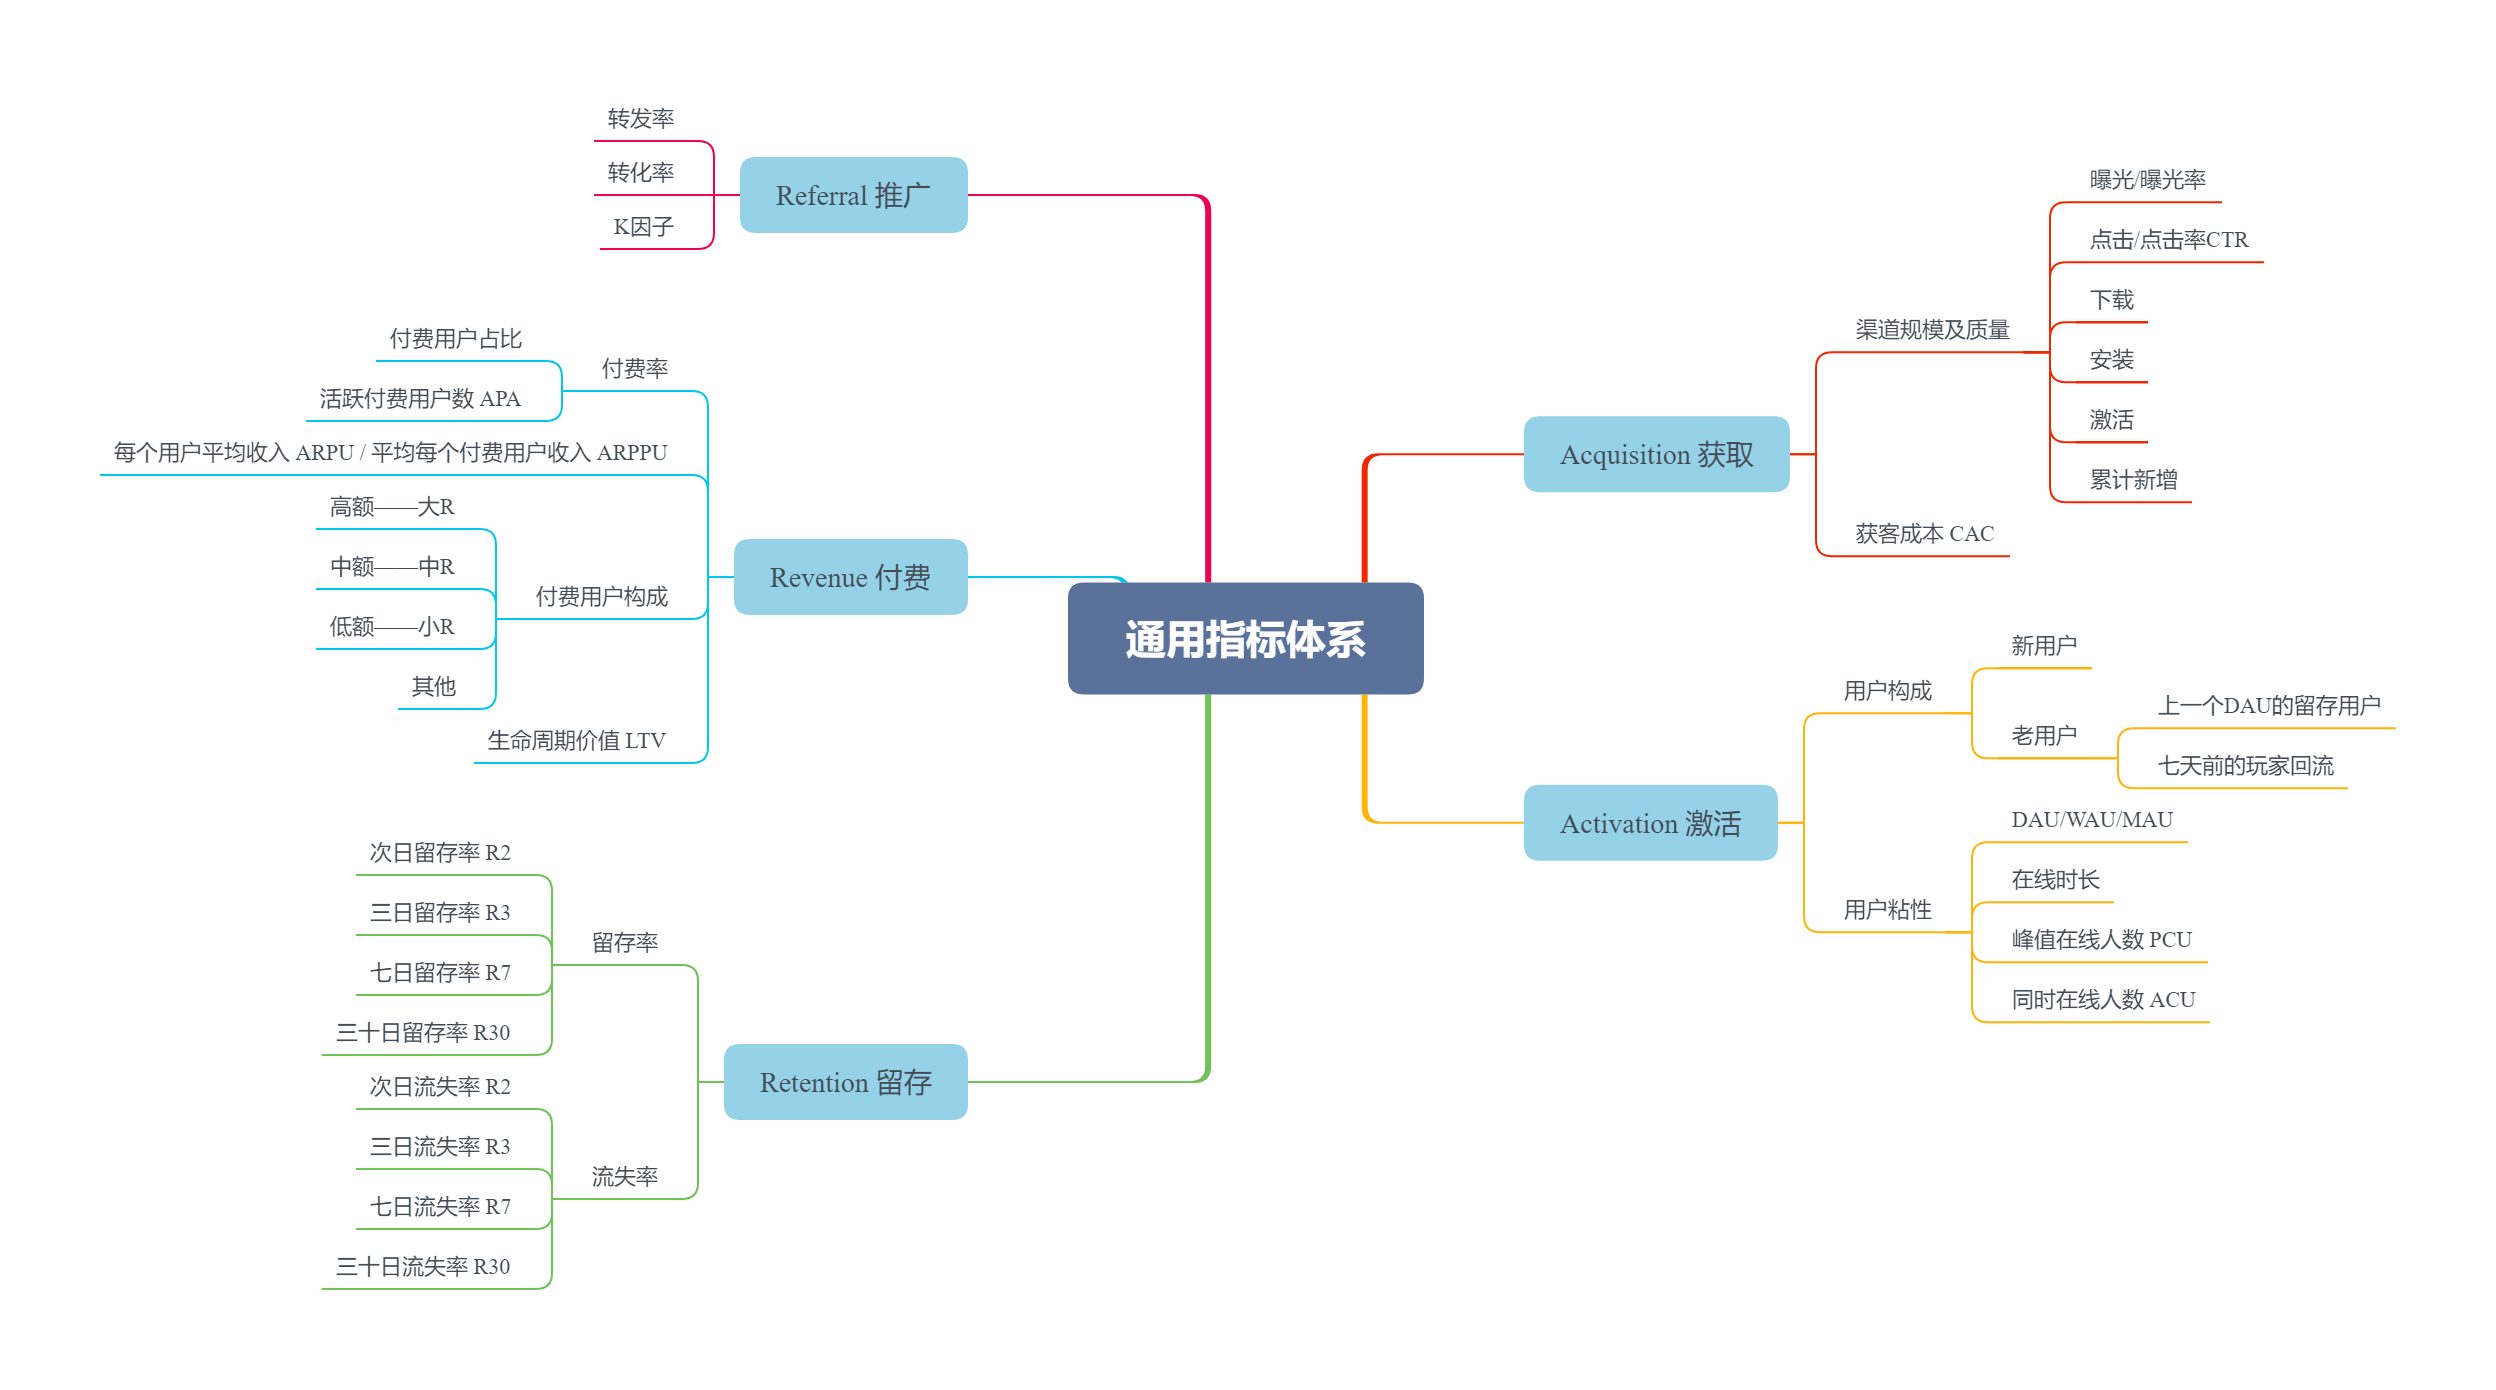 通用指标体系
Acquisition 获取
渠道规模及质量
曝光/曝光率
点击/点击率CTR
下载
安装
激活
累计新增
获客成本 CAC
Activation 激活
用户构成
新用户
老用户
上一个DAU的留存用户
七天前的玩家回流
用户粘性
DAU/WAU/MAU
在线时长
峰值在线人数 PCU
同时在线人数 ACU
Retention 留存
留存率
次日留存率 R2
三日留存率 R3
七日留存率 R7
三十日留存率 R30
流失率
次日流失率 R2
三日流失率 R3
七日流失率 R7
三十日流失率 R30
Revenue 付费
付费率
付费用户占比
活跃付费用户数 APA
每个用户平均收入 ARPU / 平均每个付费用户收入 ARPPU
付费用户构成
高额——大R
中额——中R
低额——小R
其他
生命周期价值 LTV
Referral 推广
转发率
转化率
K因子